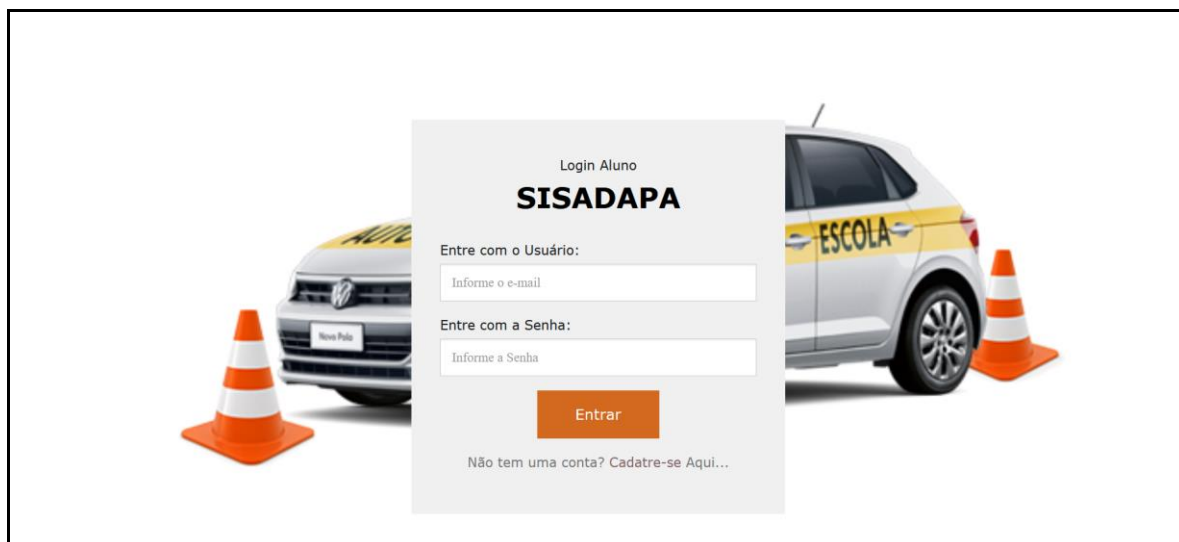 Login Aluno
SISADAPA
AUTO
ESCOLA
Entre com o Usuário:
Informe o e-mail
Novo Polo
Entre com a Senha:
Informe a Senha
Entrar
Não tem uma conta? Cadatre-se Aqui...